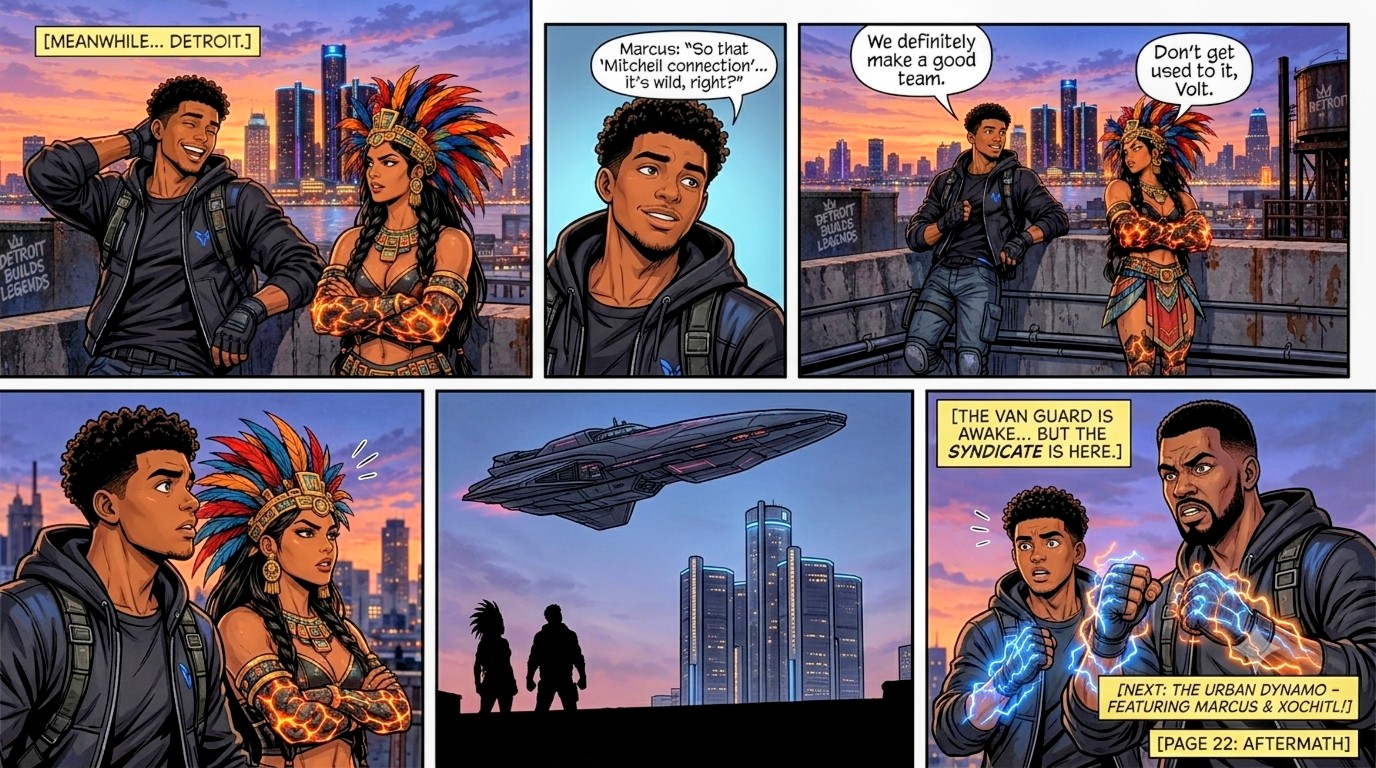 [MEANWHILE... DETROIT.]
DETROIT
BUILDS
LEGENDS
Marcus: "So that
'Mitchell connection'...
it's wild, right?"
We definitely
make a good
team.
Don't get
used to it,
Volt.
DETROIT
BUILDS
LEGENDS
RETROIT
[THE VAN GUARD IS
AWAKE... BUT THE
SYNDICATE IS HERE.]
[NEXT: THE URBAN DYNAMO –
FEATURING MARCUS & XOCHITL!]
[PAGE 22: AFTERMATH]